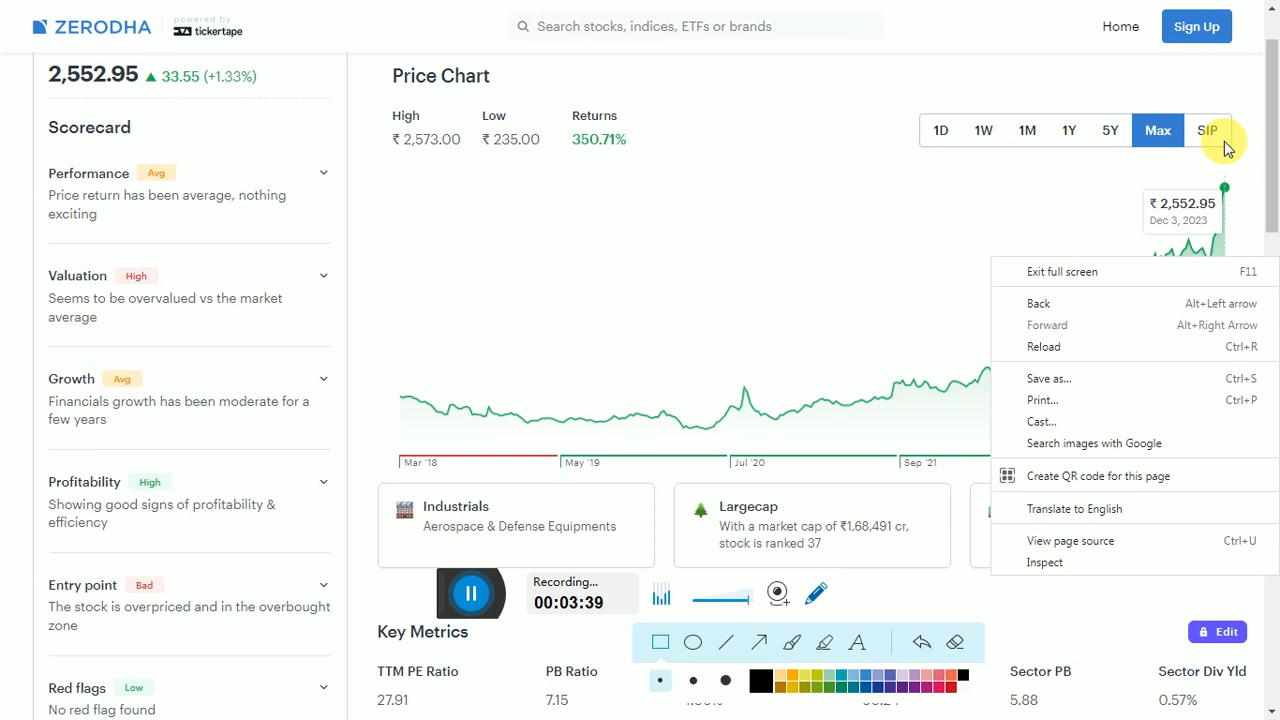 ZERODHA
powered by
tickertape
Search stocks, indices, ETFs or brands
Home
Sign Up
2,552.95 ▲ 33.55 (+1.33%)
Scorecard
Performance Avg
Price return has been average, nothing
exciting
Valuation High
Seems to be overvalued vs the market
average
Growth Avg
Financials growth has been moderate for a
few years
Profitability High
Showing good signs of profitability &
efficiency
Entry point Bad
The stock is overpriced and in the overbought
zone
Red flags Low
No red flag found
Price Chart
High Low Returns
₹ 2,573.00 ₹ 235.00 350.71%
1D 1W 1M 1Y 5Y Max SIP
₹ 2,552.95
Dec 3, 2023
Mar '18 May '19 Jul '20 Sep '21
Exit full screen F11
Back Alt+Left arrow
Forward Alt+Right Arrow
Reload Ctrl+R
Save as... Ctrl+S
Print... Ctrl+P
Cast...
Search images with Google
Create QR code for this page
Translate to English
View page source Ctrl+U
Inspect
Industrials
Aerospace & Defense Equipments
Largecap
With a market cap of ₹1,68,491 cr,
stock is ranked 37
Recording...
00:03:39
Key Metrics
Edit
TTM PE Ratio PB Ratio Sector PB Sector Div Yld
27.91 7.15 5.88 0.57%